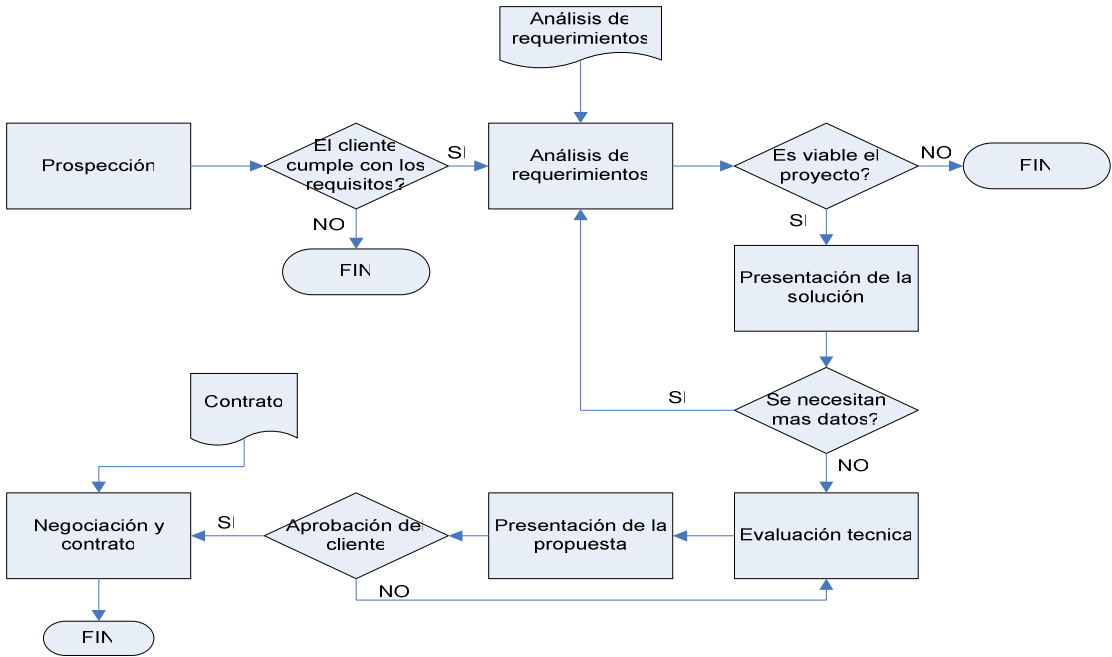 Análisis de
requerimientos
Prospección
El cliente
cumple con los
requisitos?
SI
Análisis de
requerimientos
Es viable el
proyecto?
NO
FIN
NO
FIN
SI
Presentación de la
solución
Contrato
SI
Se necesitan
mas datos?
NO
Negociación y
contrato
SI
Aprobación del
cliente
Presentación de la
propuesta
Evaluación tecnica
NO
FIN